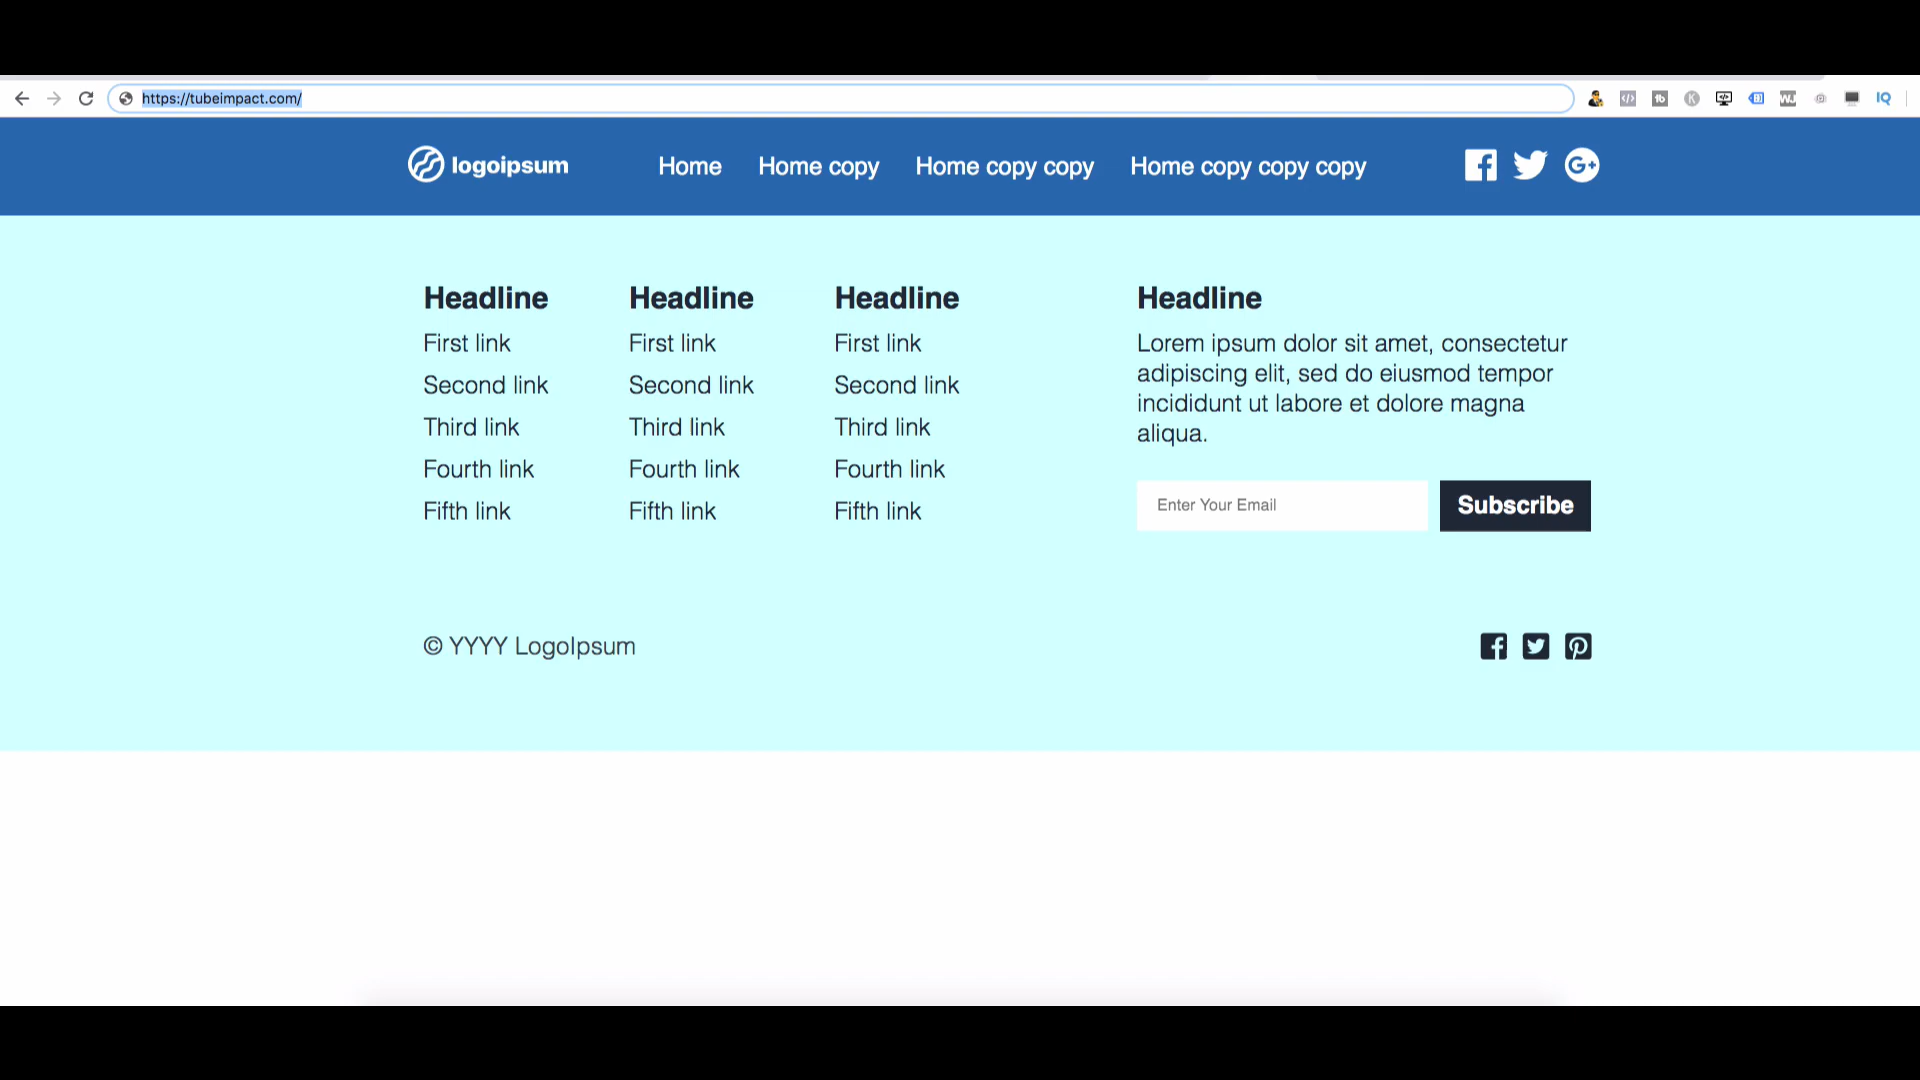 https://tubeimpact.com/
logoipsum Home Home copy Home copy copy Home copy copy copy
Headline Headline Headline Headline
First link First link First link Lorem ipsum dolor sit amet, consectetur
adipiscing elit, sed do eiusmod tempor
Second link Second link Second link
incididunt ut labore et dolore magna
Third link Third link Third link
aliqua.
Fourth link Fourth link Fourth link
Fifth link Fifth link Fifth link
Enter Your Email Subscribe
© YYYY LogoIpsum